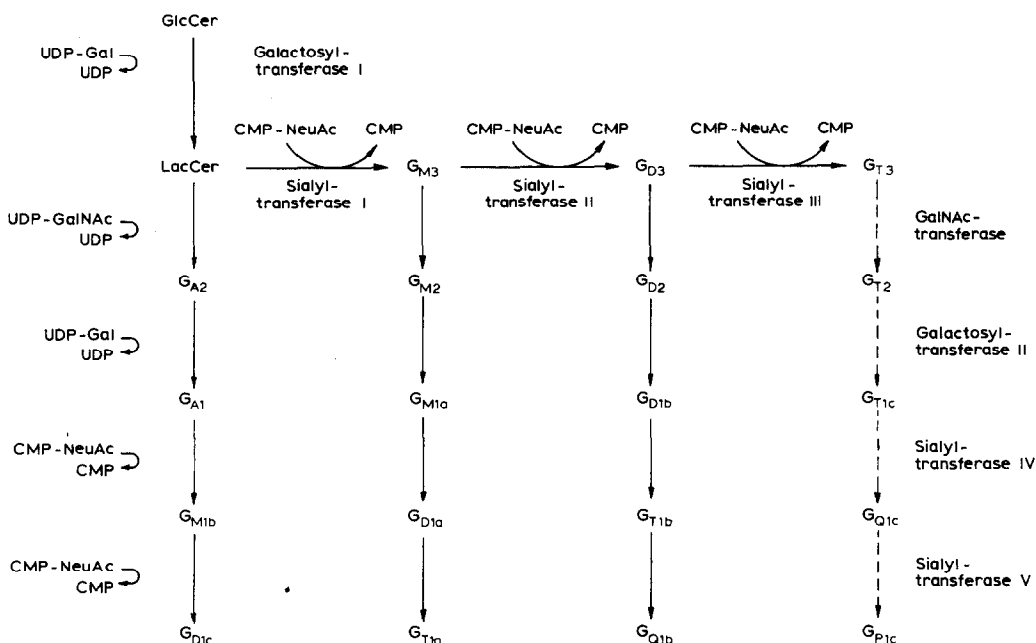 GlcCer
UDP-Gal
UDP
Galactosyl-
transferase I
CMP-NeuAc CMP CMP-NeuAc CMP CMP-NeuAc CMP
LacCer GM3 GD3 GT3
Sialyl-
transferase I
Sialyl-
transferase II
Sialyl-
transferase III
UDP-GalNAc
UDP
GalNAc-
transferase
GA2 GM2 GD2 GT2
UDP-Gal
UDP
Galactosyl-
transferase II
GA1 GM1a GD1b GT1c
CMP-NeuAc
CMP
Sialyl-
transferase IV
GM1b GD1a GT1b GQ1c
CMP-NeuAc
CMP
Sialyl-
transferase V
GD1c GT1a GQ1b GP1c